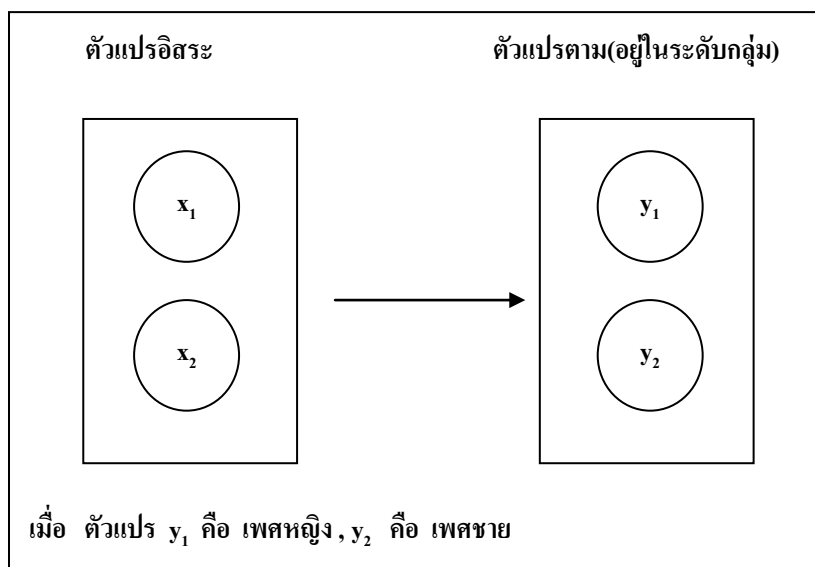 ตัวแปรอิสระ ตัวแปรตาม(อยู่ในระดับกลุ่ม)
x₁ y₁
x₂ y₂
เมื่อ ตัวแปร y₁ คือ เพศหญิง , y₂ คือ เพศชาย